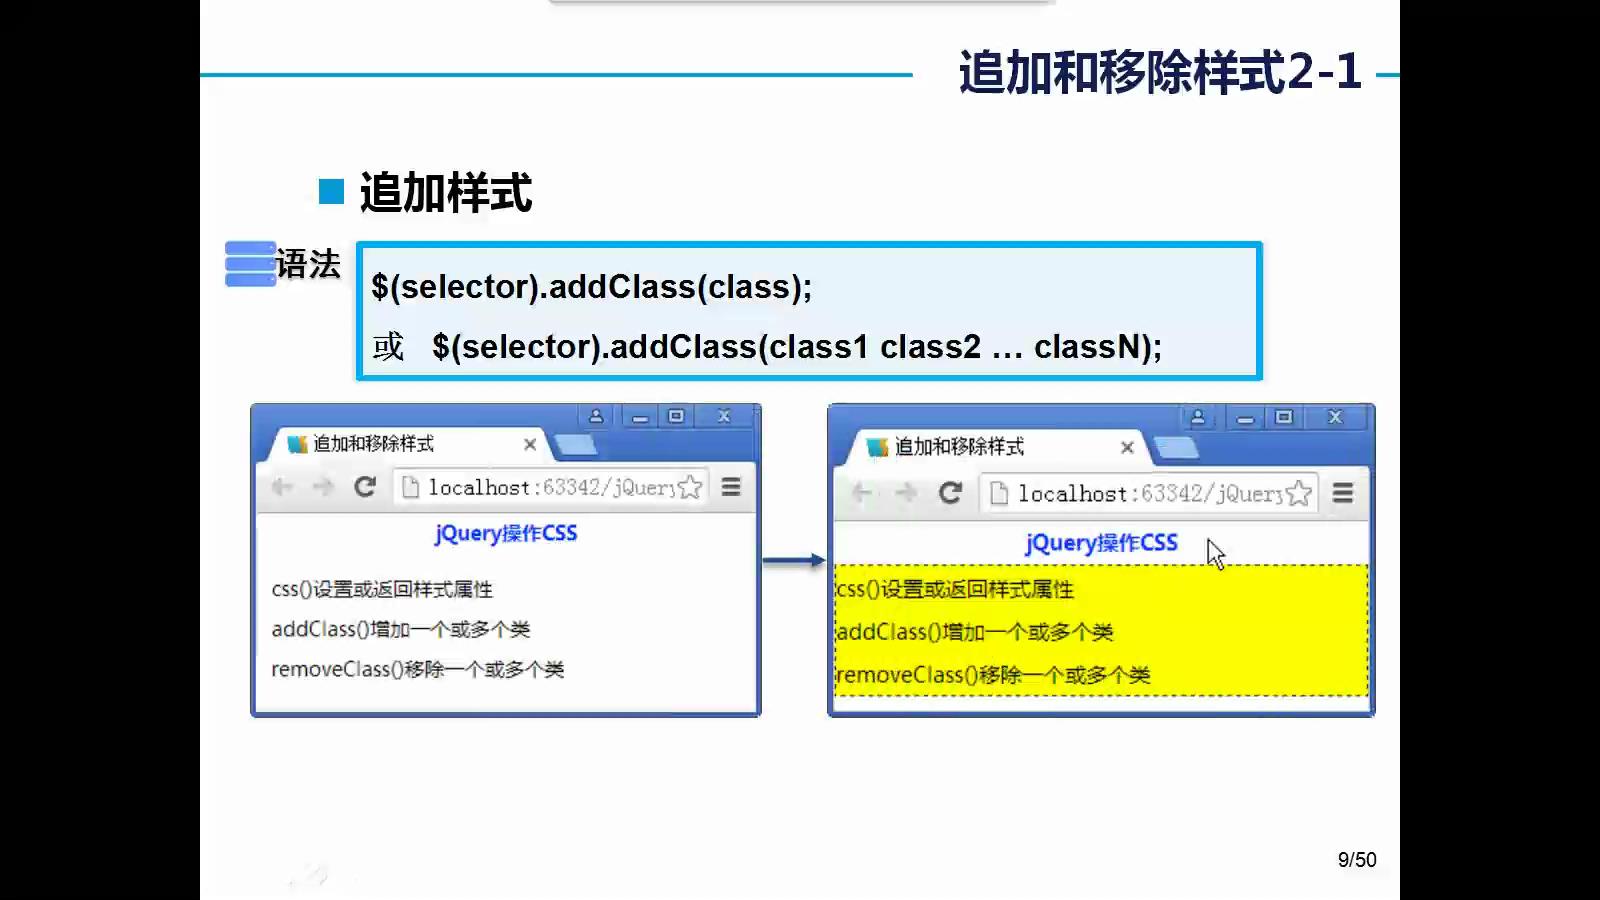 追加和移除样式2-1
追加样式
语法
$(selector).addClass(class);
或 $(selector).addClass(class1 class2 … classN);
追加和移除样式
localhost:63342/jQuery
jQuery操作CSS
css()设置或返回样式属性
addClass()增加一个或多个类
removeClass()移除一个或多个类
追加和移除样式
localhost:63342/jQuery
jQuery操作CSS
css()设置或返回样式属性
addClass()增加一个或多个类
removeClass()移除一个或多个类
9/50